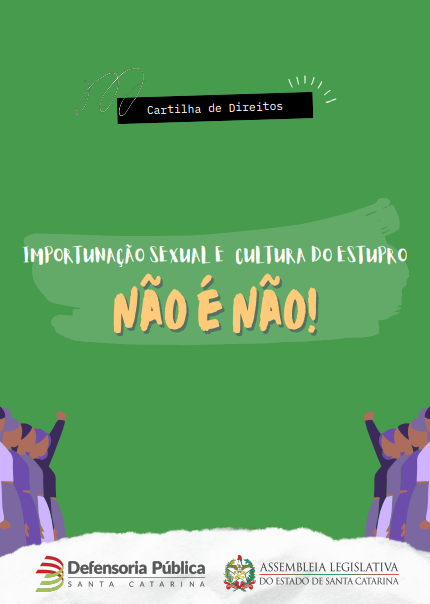 Cartilha de Direitos
IMPORTUNAÇÃO SEXUAL E CULTURA DO ESTUPRO
NÃO É NÃO!
Defensoria Pública
SANTA CATARINA
ASSEMBLEIA LEGISLATIVA
DO ESTADO DE SANTA CATARINA